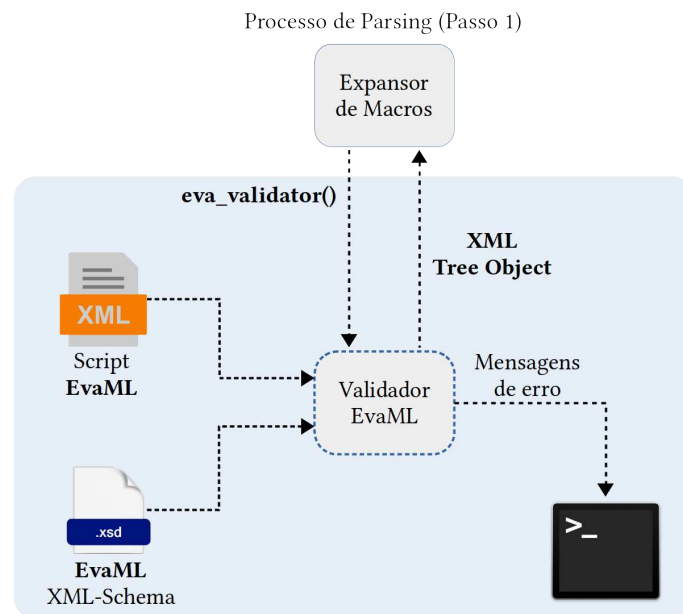 Processo de Parsing (Passo 1)
Expansor
de Macros
eva_validator()
XML
Tree Object
XML
Script
EvaML
Validador
EvaML
Mensagens
de erro
.xsd
EvaML
XML-Schema
>_